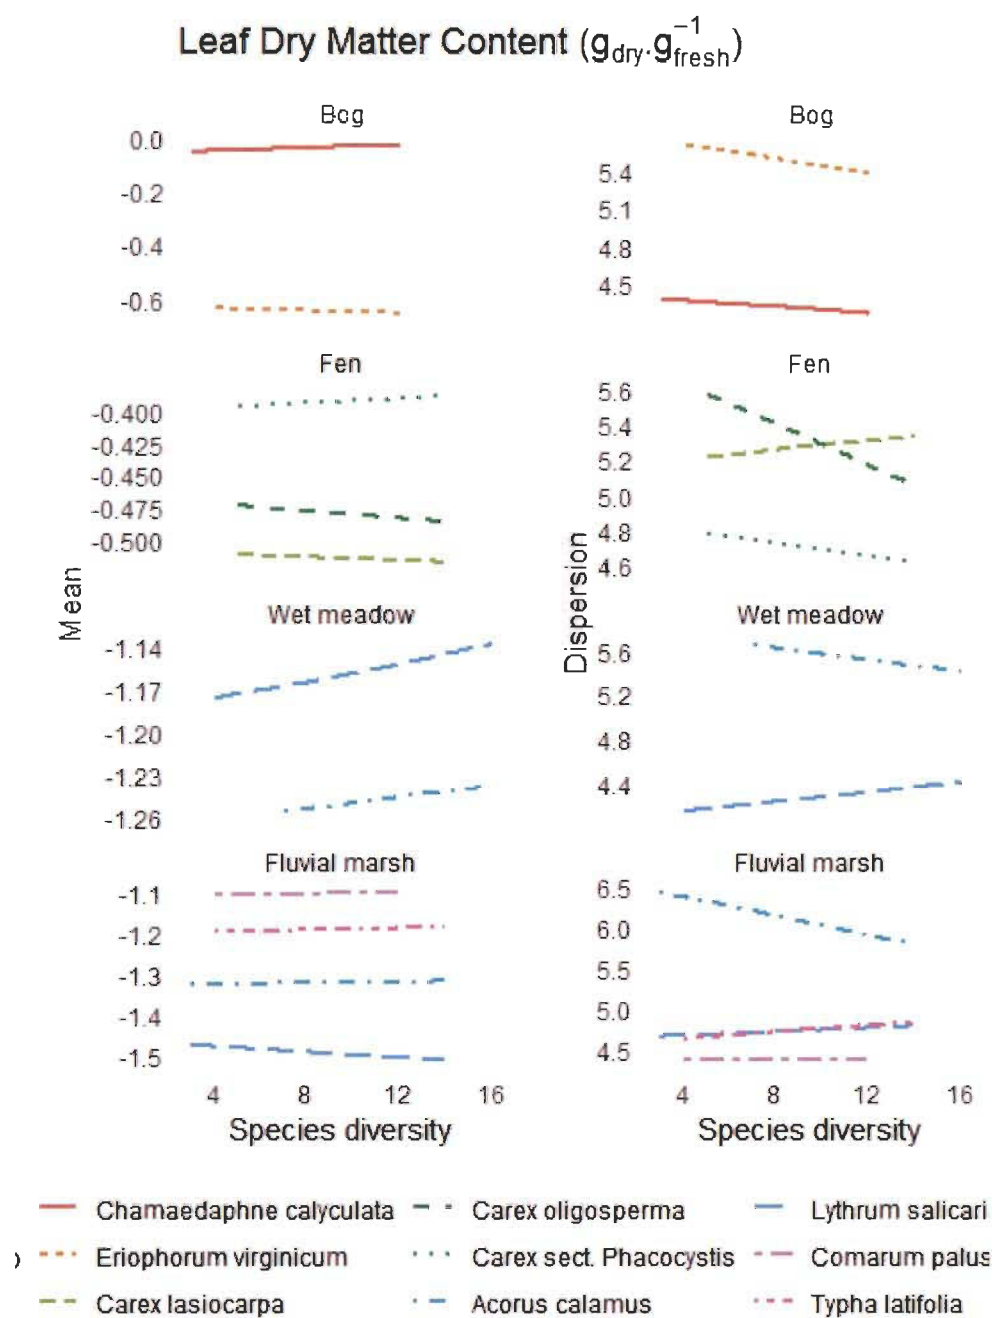 Leaf Dry Matter Content (g_dry.g_fresh^−1)
Bog
Bog
0.0
-0.2
-0.4
-0.6
5.4
5.1
4.8
4.5
Fen
Fen
-0.400
-0.425
-0.450
-0.475
-0.500
5.6
5.4
5.2
5.0
4.8
4.6
Mean
Dispersion
Wet meadow
Wet meadow
-1.14
-1.17
-1.20
-1.23
-1.26
5.6
5.2
4.8
4.4
Fluvial marsh
Fluvial marsh
-1.1
-1.2
-1.3
-1.4
-1.5
6.5
6.0
5.5
5.0
4.5
4 8 12 16
4 8 12 16
Species diversity
Species diversity
Chamaedaphne calyculata Carex oligosperma Lythrum salicari
Eriophorum virginicum Carex sect. Phacocystis Comarum palus
Carex lasiocarpa Acorus calamus Typha latifolia